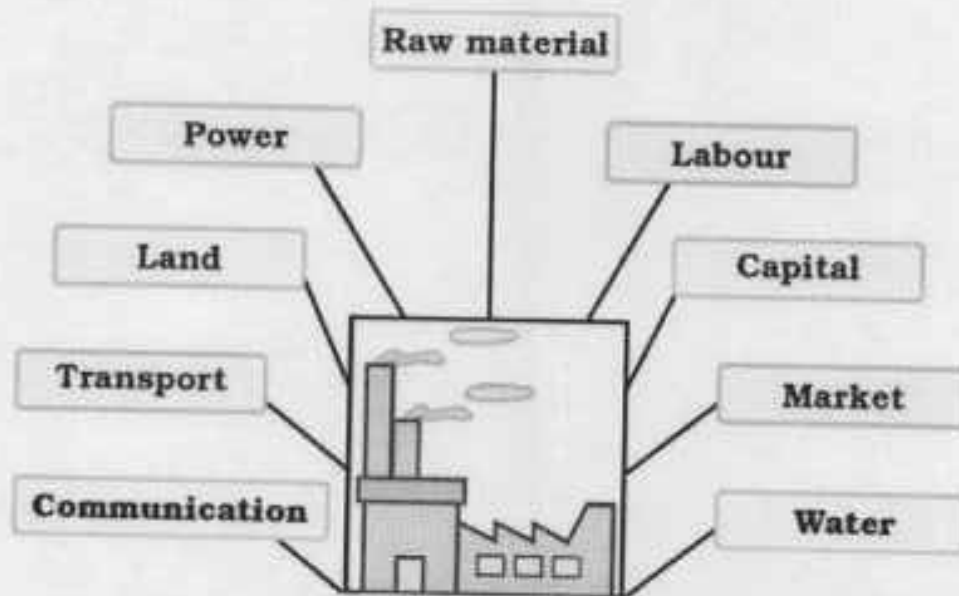 Raw material
Power
Labour
Land
Capital
Transport
Market
Communication
Water